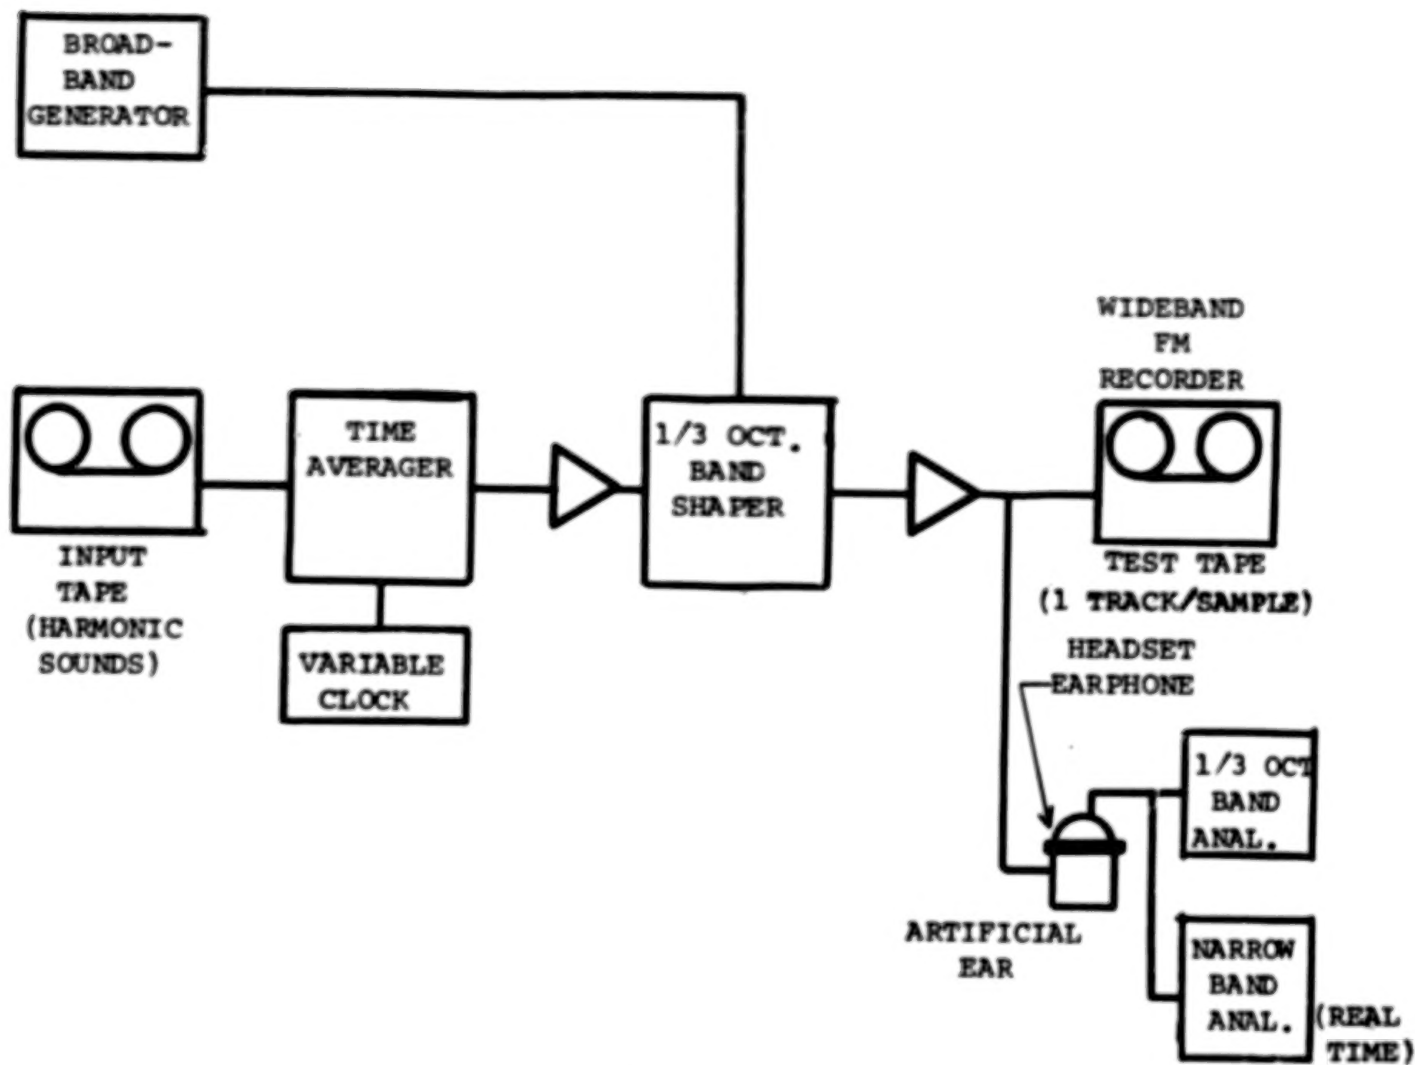 BROAD-
BAND
GENERATOR
WIDEBAND
FM
RECORDER
TIME
AVERAGER
1/3 OCT.
BAND
SHAPER
INPUT
TAPE
(HARMONIC
SOUNDS)
VARIABLE
CLOCK
TEST TAPE
(1 TRACK/SAMPLE)
HEADSET
EARPHONE
1/3 OCT
BAND
ANAL.
ARTIFICIAL
EAR
NARROW
BAND
ANAL.
(REAL
TIME)